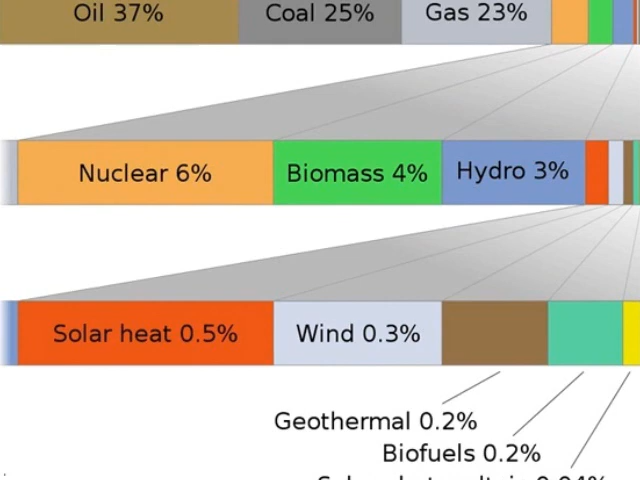 Oil 37%
Coal 25%
Gas 23%
Nuclear 6%
Biomass 4%
Hydro 3%
Solar heat 0.5%
Wind 0.3%
Geothermal 0.2%
Biofuels 0.2%